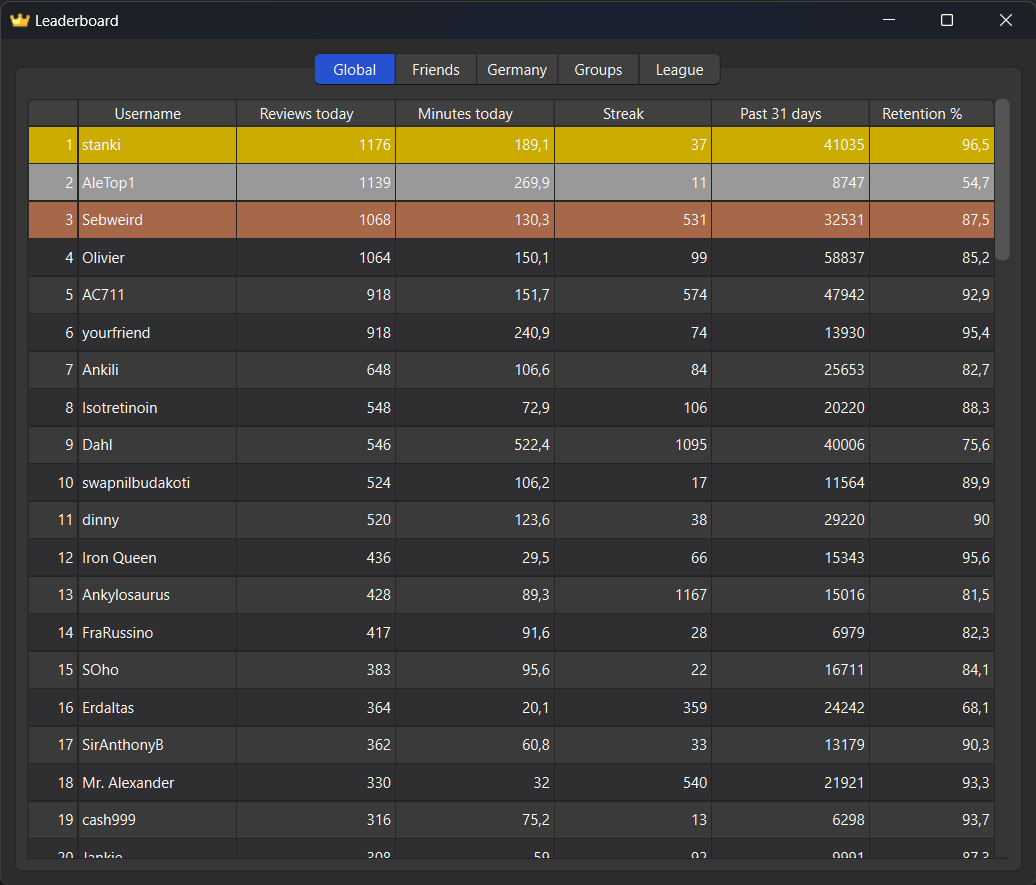 Leaderboard
Global Friends Germany Groups League
Username Reviews today Minutes today Streak Past 31 days Retention %
1 stanki 1176 189,1 37 41035 96,5
2 AleTop1 1139 269,9 11 8747 54,7
3 Sebweird 1068 130,3 531 32531 87,5
4 Olivier 1064 150,1 99 58837 85,2
5 AC711 918 151,7 574 47942 92,9
6 yourfriend 918 240,9 74 13930 95,4
7 Ankili 648 106,6 84 25653 82,7
8 Isotretinoin 548 72,9 106 20220 88,3
9 Dahl 546 522,4 1095 40006 75,6
10 swapnilbudakoti 524 106,2 17 11564 89,9
11 dinny 520 123,6 38 29220 90
12 Iron Queen 436 29,5 66 15343 95,6
13 Ankylosaurus 428 89,3 1167 15016 81,5
14 FraRussino 417 91,6 28 6979 82,3
15 SOho 383 95,6 22 16711 84,1
16 Erdaltas 364 20,1 359 24242 68,1
17 SirAnthonyB 362 60,8 33 13179 90,3
18 Mr. Alexander 330 32 540 21921 93,3
19 cash999 316 75,2 13 6298 93,7
20 59 92